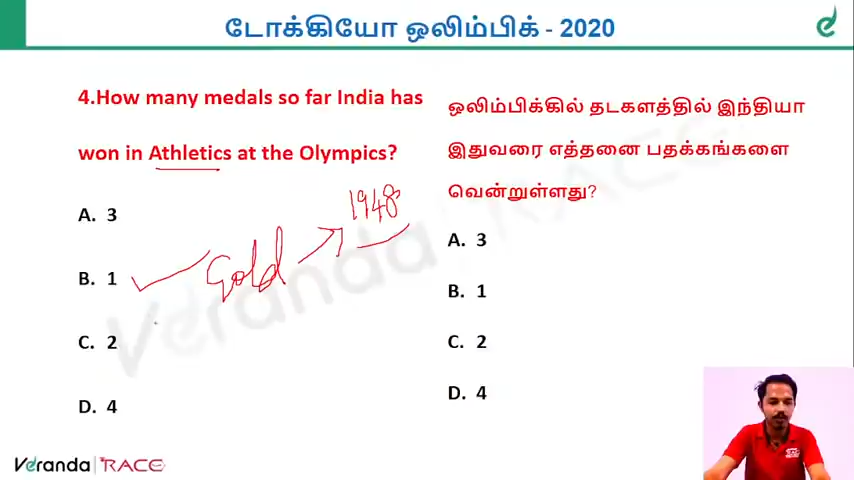 டோக்கியோ ஒலிம்பிக் - 2020
4.How many medals so far India has
won in Athletics at the Olympics?
A. 3
B. 1
C. 2
D. 4
Gold
1948
ஒலிம்பிக்கில் தடகளத்தில் இந்தியா
இதுவரை எத்தனை பதக்கங்களை
வென்றுள்ளது?
A. 3
B. 1
C. 2
D. 4
Veranda RACE
Veranda RACE